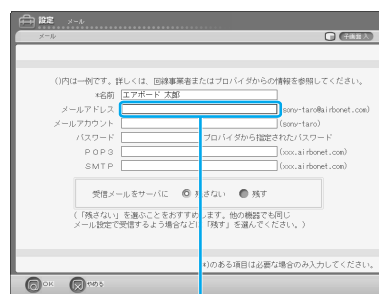 設定 メール
メール 子画面 入
()内は一例です。詳しくは、回線事業者またはプロバイダからの情報を参照してください。
*名前 エアボード 太郎
メールアドレス (sony-taro@airbonet.com)
メールアカウント (sony-taro)
パスワード プロバイダから指定されたパスワード
POP3 (xxx.airbonet.com)
SMTP (xxx.airbonet.com)
受信メールをサーバに 残さない 残す
(「残さない」を選ぶことをおすすめします。他の機器でも同じ
メール設定で受信するよう場合などに「残す」を選んでください。)
*)のある項目は必要な場合のみ入力してください。
OK やめる